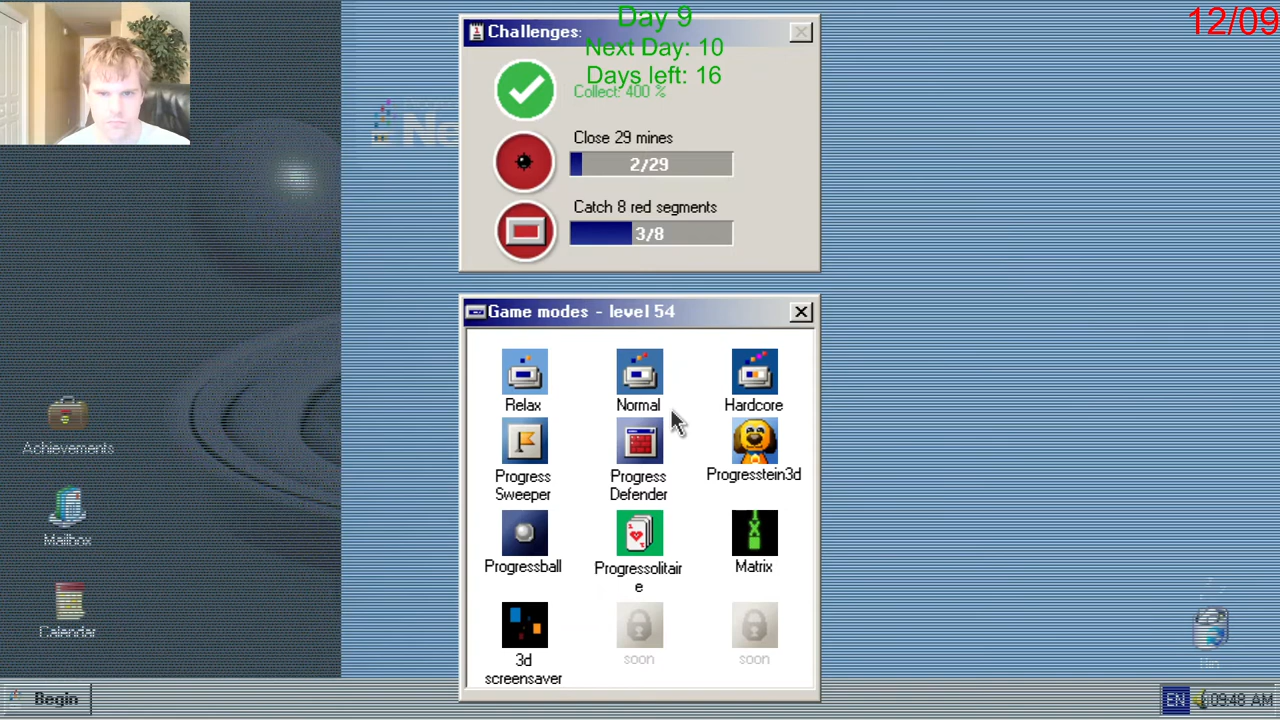 Day 9
12/09
Challenges:
Next Day: 10
Days left: 16
Collect: 400 %
Ne
Close 29 mines
2/29
Catch 8 red segments
3/8
Game modes - level 54
Relax
Normal
Hardcore
Progress
Sweeper
Progress
Defender
Progresstein3d
Achievements
Mailbox
Progressball
Progressolitair
e
Matrix
Calendar
3d
screensaver
soon
soon
Begin
EN
09:48 AM